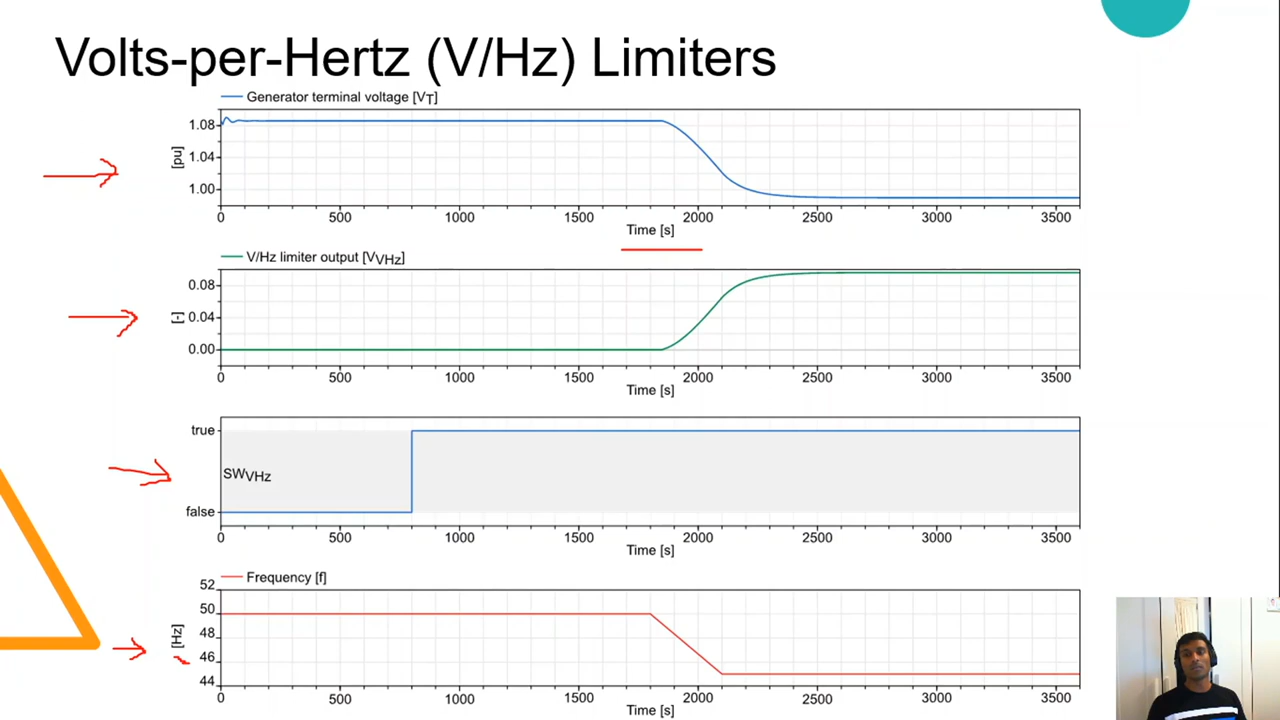 Volts-per-Hertz (V/Hz) Limiters
Generator terminal voltage [VT]
[pu]
1.08
1.04
1.00
0 500 1000 1500 2000 2500 3000 3500
Time [s]
V/Hz limiter output [VVHz]
[-]
0.08
0.04
0.00
0 500 1000 1500 2000 2500 3000 3500
Time [s]
true
SWVHz
false
0 500 1000 1500 2000 2500 3000 3500
Time [s]
Frequency [f]
[Hz]
52
50
48
46
44
0 500 1000 1500 2000 2500 3000 3500
Time [s]